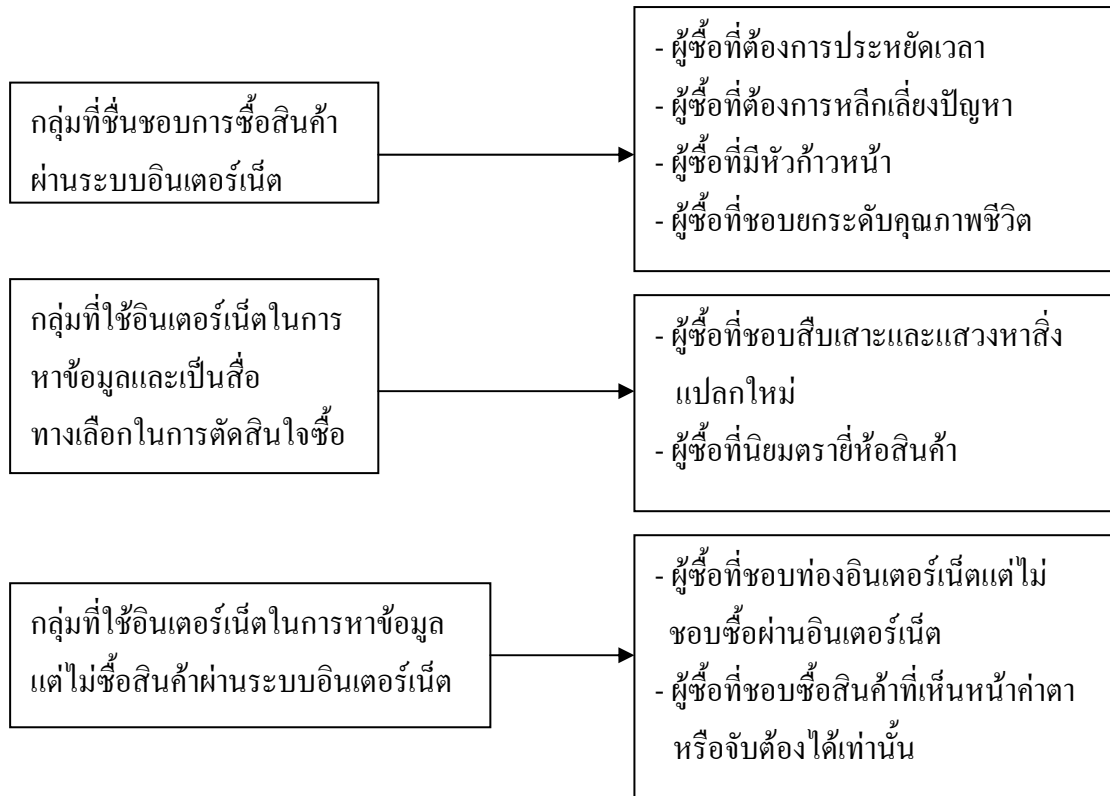 กลุ่มที่ชื่นชอบการซื้อสินค้า
ผ่านระบบอินเตอร์เน็ต
- ผู้ซื้อที่ต้องการประหยัดเวลา
- ผู้ซื้อที่ต้องการหลีกเลี่ยงปัญหา
- ผู้ซื้อที่มีหัวก้าวหน้า
- ผู้ซื้อที่ชอบยกระดับคุณภาพชีวิต
กลุ่มที่ใช้อินเตอร์เน็ตในการ
หาข้อมูลและเป็นสื่อ
ทางเลือกในการตัดสินใจซื้อ
- ผู้ซื้อที่ชอบสืบเสาะและแสวงหาสิ่ง
แปลกใหม่
- ผู้ซื้อที่นิยมตรายี่ห้อสินค้า
กลุ่มที่ใช้อินเตอร์เน็ตในการหาข้อมูล
แต่ไม่ซื้อสินค้าผ่านระบบอินเตอร์เน็ต
- ผู้ซื้อที่ชอบท่องอินเตอร์เน็ตแต่ไม่
ชอบซื้อผ่านอินเตอร์เน็ต
- ผู้ซื้อที่ชอบซื้อสินค้าที่เห็นหน้าค่าตา
หรือจับต้องได้เท่านั้น